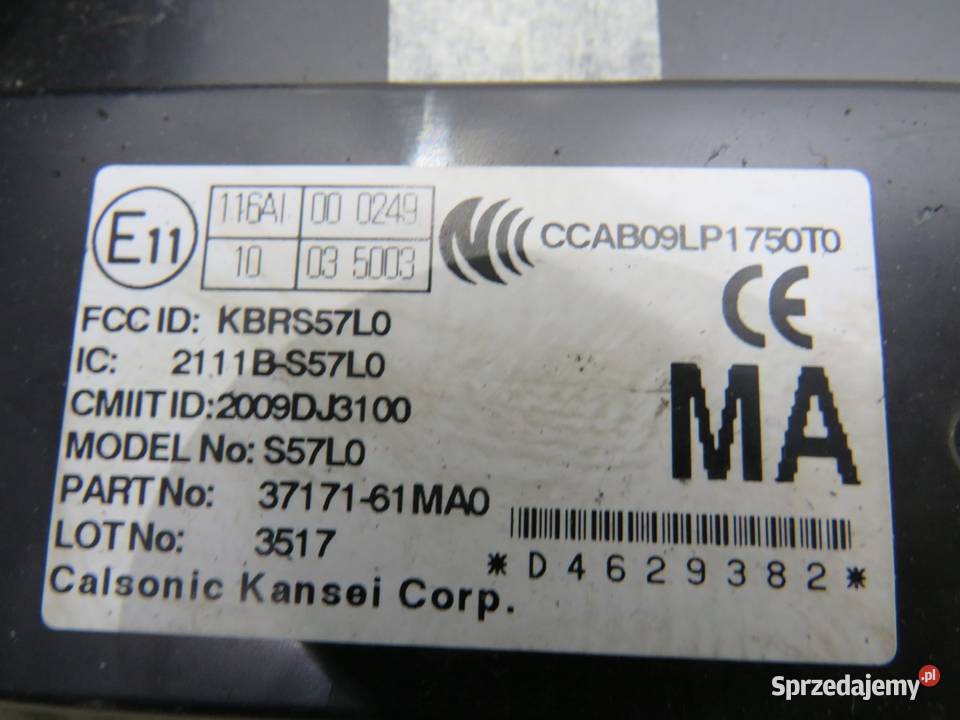 E11
116AI 00 0249
10 03 5003
CCAB09LP1750T0
CE
FCC ID: KBRS57L0
IC: 2111B-S57L0
CMIIT ID:2009DJ3100
MODEL No: S57L0
MA
PART No: 37171-61MA0
LOT No: 3517
*D4629382*
Calsonic Kansei Corp.
Sprzedajemy.pl